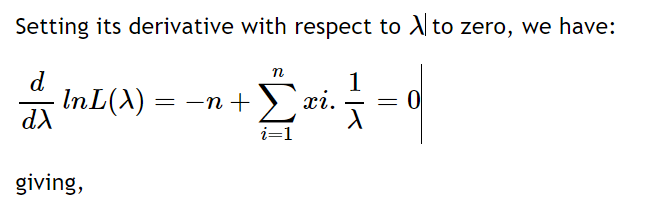 Setting its derivative with respect to λ to zero, we have:
d/dλ lnL(λ) = −n + ∑_{i=1}^{n} xi. 1/λ = 0
giving,